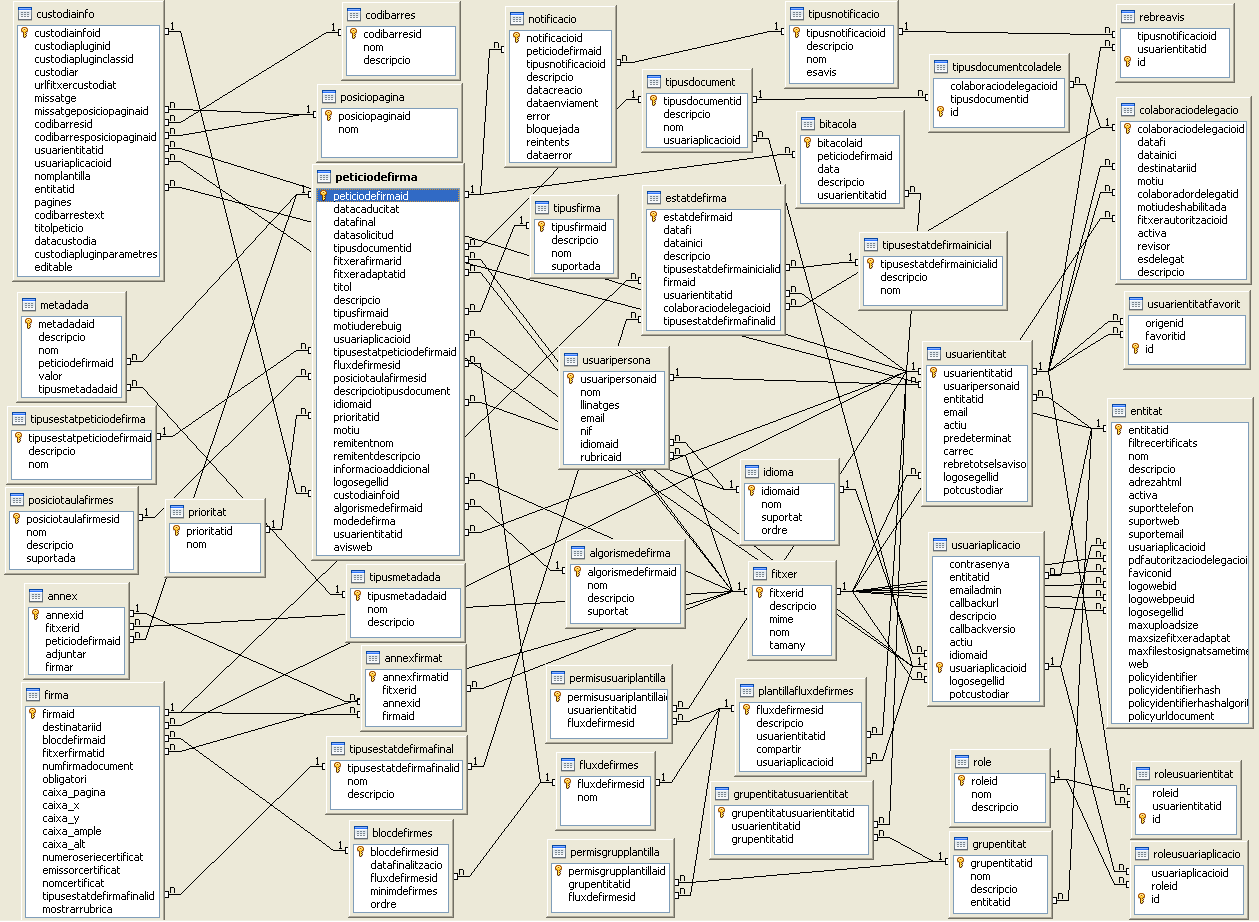 custodiainfo
custodiainfoid
custodiapluginid
custodiapluginclassid
custodiar
urlfitxercustodiat
missatge
missatgeposiciopaginaid
codibarresid
codibarresposiciopaginaid
usuarientitatid
usuariaplicacioid
nomplantilla
entitatid
pagines
codibarrestext
titolpeticio
datacustodia
custodiapluginparametres
editable
codibarres
codibarresid
nom
descripcio
posiciopagina
posiciopaginaid
nom
peticiodefirma
peticiodefirmaid
datacaducitat
datafinal
datasolicitud
tipusdocumentid
fitxerafirmarid
fitxeradaptatid
titol
descripcio
tipusfirmaid
motiuderebuig
usuariaplicacioid
tipusestatpeticiodefirmaid
fluxdefirmesid
posiciotaulafirmesid
descripciotipusdocument
idiomaid
prioritatid
motiu
remitentnom
remitentdescripcio
informacioaddicional
logosegellid
custodiainfoid
algorismedefirmaid
modedefirma
usuarientitatid
avisweb
notificacio
notificacioid
peticiodefirmaid
tipusnotificacioid
descripcio
datacreacio
dataenviament
error
bloquejada
reintents
dataerror
tipusnotificacio
tipusnotificacioid
descripcio
nom
esavis
rebreavis
tipusnotificacioid
usuarientitatid
id
tipusdocument
tipusdocumentid
descripcio
nom
usuariaplicacioid
tipusdocumentcoladele
colaboraciodelegacioid
tipusdocumentid
id
bitacola
bitacolaid
peticiodefirmaid
data
descripcio
usuarientitatid
colaboraciodelegacio
colaboraciodelegacioid
datafi
datainici
destinatariid
motiu
colaboradordelegatid
motiudeshabilitada
fitxerautoritzacioid
activa
revisor
esdelegat
descripcio
tipusfirma
tipusfirmaid
descripcio
nom
suportada
estatdefirma
estatdefirmaid
datafi
datainici
descripcio
tipusestatdefirmainicialid
firmaid
usuarientitatid
colaboraciodelegacioid
tipusestatdefirmafinalid
tipusestatdefirmainicial
tipusestatdefirmainicialid
descripcio
nom
usuarientitatfavorit
origenid
favoritid
id
metadada
metadadaid
descripcio
nom
peticiodefirmaid
valor
tipusmetadadaid
tipusestatpeticiodefirma
tipusestatpeticiodefirmaid
descripcio
nom
posiciotaulafirmes
posiciotaulafirmesid
nom
descripcio
suportada
prioritat
prioritatid
nom
usuaripersona
usuaripersonaid
nom
llinatges
email
nif
idiomaid
rubricaid
usuarientitat
usuarientitatid
usuaripersonaid
entitatid
email
actiu
predeterminat
carrec
rebretotselsaviso
logosegellid
potcustodiar
entitat
entitatid
filtrecertificats
nom
descripcio
adrezahtml
activa
suporttelefon
suportweb
suportemail
usuariaplicacioid
pdfautoritzaciodelegacioi
faviconid
logowebid
logowebpeuid
logosegellid
maxuploadsize
maxsizefitxeradaptat
maxfilestosignatsametime
web
policyidentifier
policyidentifierhash
policyidentifierhashalgorit
policyurldocument
idioma
idiomaid
nom
suportat
ordre
algorismedefirma
algorismedefirmaid
nom
descripcio
suportat
fitxer
fitxerid
descripcio
mime
nom
tamany
usuariaplicacio
contrasenya
entitatid
emailadmin
callbackurl
descripcio
callbackversio
actiu
idiomaid
usuariaplicacioid
logosegellid
potcustodiar
annex
annexid
fitxerid
peticiodefirmaid
adjuntar
firmar
tipusmetadada
tipusmetadadaid
nom
descripcio
annexfirmat
annexfirmatid
fitxerid
annexid
firmaid
firma
firmaid
destinatariid
blocdefirmaid
fitxerfirmatid
numfirmadocument
obligatori
caixa_pagina
caixa_x
caixa_y
caixa_ample
caixa_alt
numeroseriecertificat
emissorcertificat
nomcertificat
tipusestatdefirmafinalid
mostrarrubrica
tipusestatdefirmafinal
tipusestatdefirmafinalid
nom
descripcio
blocdefirmes
blocdefirmesid
datafinalitzacio
fluxdefirmesid
minimdefirmes
ordre
permisusuariplantilla
permisusuariplantillaid
usuarientitatid
fluxdefirmesid
fluxdefirmes
fluxdefirmesid
nom
permisgrupplantilla
permisgrupplantillaid
grupentitatid
fluxdefirmesid
plantillafluxdefirmes
fluxdefirmesid
descripcio
usuarientitatid
compartir
usuariaplicacioid
grupentitatusuarientitat
grupentitatusuarientitatid
usuarientitatid
grupentitatid
role
roleid
nom
descripcio
grupentitat
grupentitatid
nom
descripcio
entitatid
roleusuarientitat
roleid
usuarientitatid
id
roleusuariaplicacio
usuariaplicacioid
roleid
id